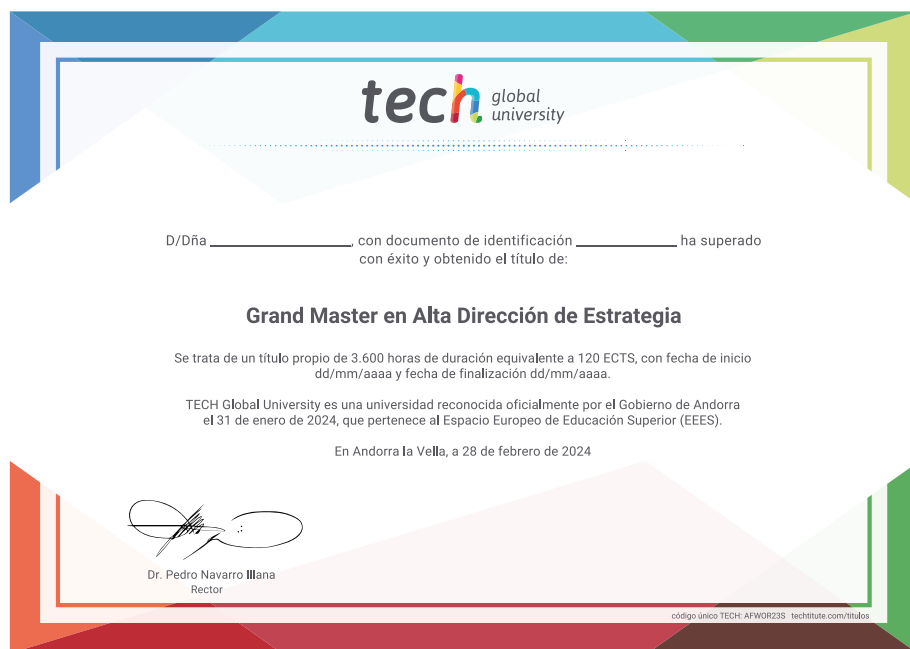 tech global university
D/Dña ______________, con documento de identificación __________ ha superado
con éxito y obtenido el título de:
Grand Master en Alta Dirección de Estrategia
Se trata de un título propio de 3.600 horas de duración equivalente a 120 ECTS, con fecha de inicio
dd/mm/aaaa y fecha de finalización dd/mm/aaaa.
TECH Global University es una universidad reconocida oficialmente por el Gobierno de Andorra
el 31 de enero de 2024, que pertenece al Espacio Europeo de Educación Superior (EEES).
En Andorra la Vella, a 28 de febrero de 2024
Dr. Pedro Navarro Illana
Rector
código único TECH: AFWOR23S techtitute.com/titulos